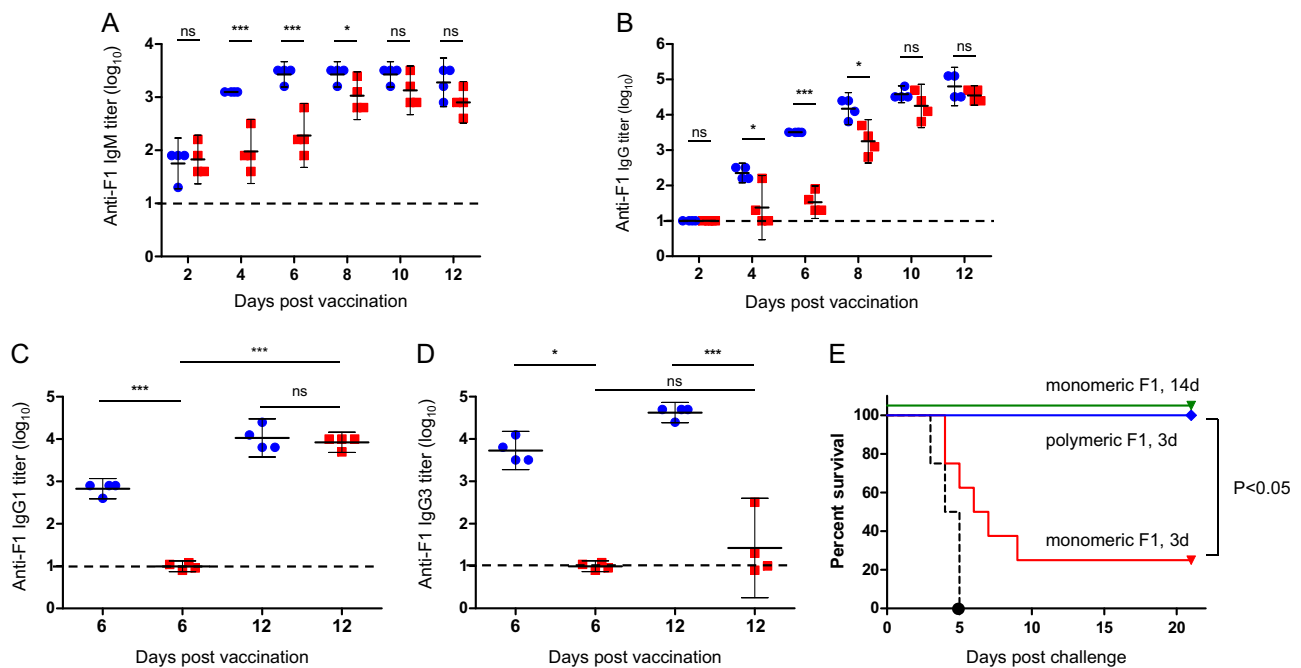 A
ns *** *** * ns ns
Anti-F1 IgM titer (log10)
4
3
2
1
0
2 4 6 8 10 12
Days post vaccination
B
ns * *** * ns ns
Anti-F1 IgG titer (log10)
6
5
4
3
2
1
0
2 4 6 8 10 12
Days post vaccination
C
***
***
ns
Anti-F1 IgG1 titer (log10)
5
4
3
2
1
0
6 6 12 12
Days post vaccination
D
* ***
ns
Anti-F1 IgG3 titer (log10)
5
4
3
2
1
0
6 6 12 12
Days post vaccination
E
monomeric F1, 14d
polymeric F1, 3d
monomeric F1, 3d
P<0.05
Percent survival
100
80
60
40
20
0
0 5 10 15 20
Days post challenge